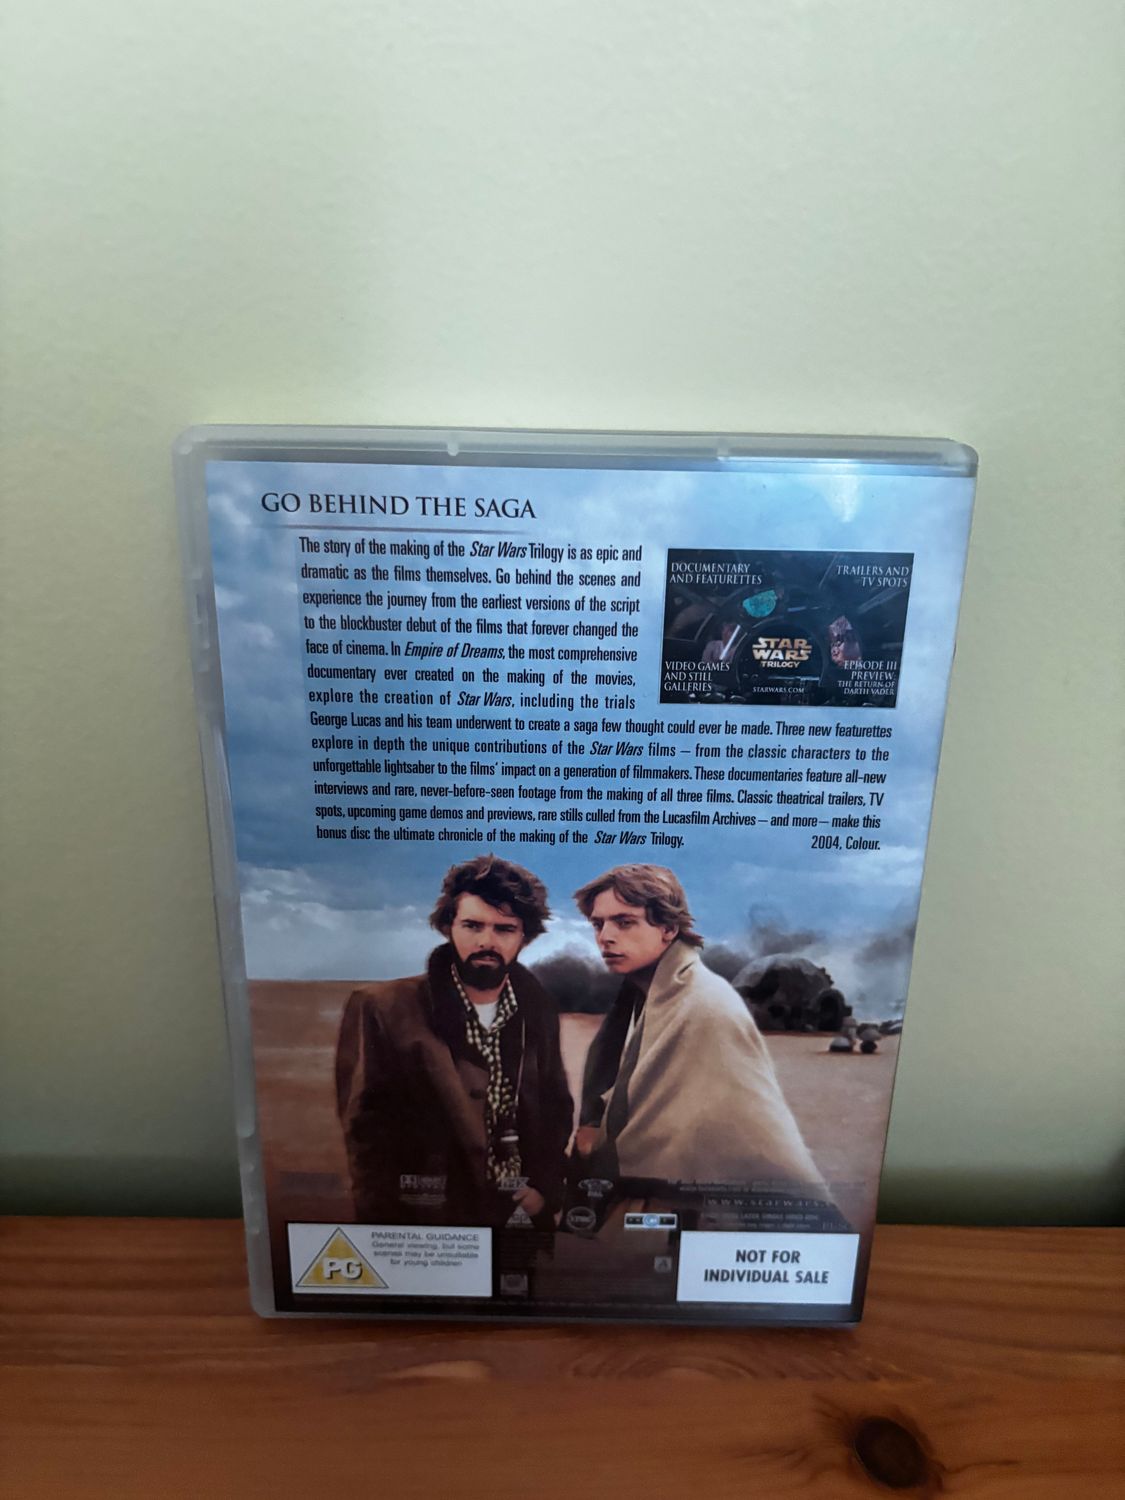 GO BEHIND THE SAGA
The story of the making of the Star Wars Trilogy is as epic and
dramatic as the films themselves. Go behind the scenes and
experience the journey from the earliest versions of the script
to the blockbuster debut of the films that forever changed the
face of cinema. In Empire of Dreams, the most comprehensive
documentary ever created on the making of the movies,
explore the creation of Star Wars, including the trials
George Lucas and his team underwent to create a saga few thought could ever be made. Three new featurettes
explore in depth the unique contributions of the Star Wars films – from the classic characters to the
unforgettable lightsaber to the films' impact on a generation of filmmakers. These documentaries feature all-new
interviews and rare, never-before-seen footage from the making of all three films. Classic theatrical trailers, TV
spots, upcoming game demos and previews, rare stills culled from the Lucasfilm Archives – and more – make this
bonus disc the ultimate chronicle of the making of the Star Wars Trilogy.
2004, Colour.
DOCUMENTARY
AND FEATURETTES
TRAILERS AND
TV SPOTS
STAR
WARS
TRILOGY
VIDEO GAMES
AND STILL
GALLERIES
EPISODE III
PREVIEW:
THE RETURN OF
DARTH VADER
STARWARS.COM
THX
PAL
www.starwars.
PG
PARENTAL GUIDANCE
General viewing, but some
scenes may be unsuitable
for young children
NOT FOR
INDIVIDUAL SALE